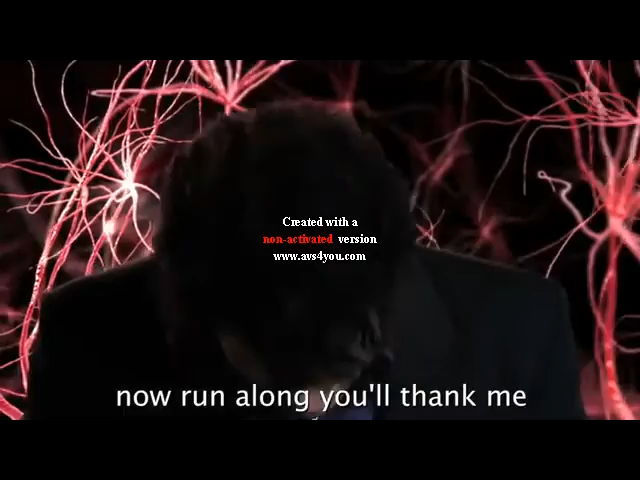 Created with a
non-activated version
www.avs4you.com
now run along you'll thank me